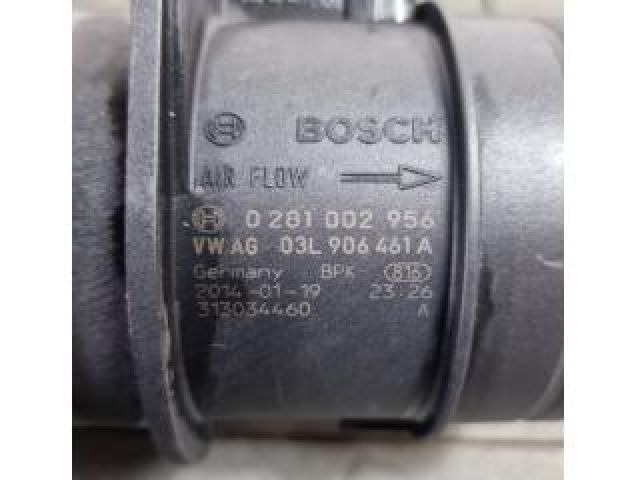 BOSCH
AIR FLOW
0 281 002 956
VW AG 03L 906 461 A
Germany BPK 816
2014-01-19 23:26
313034460 A